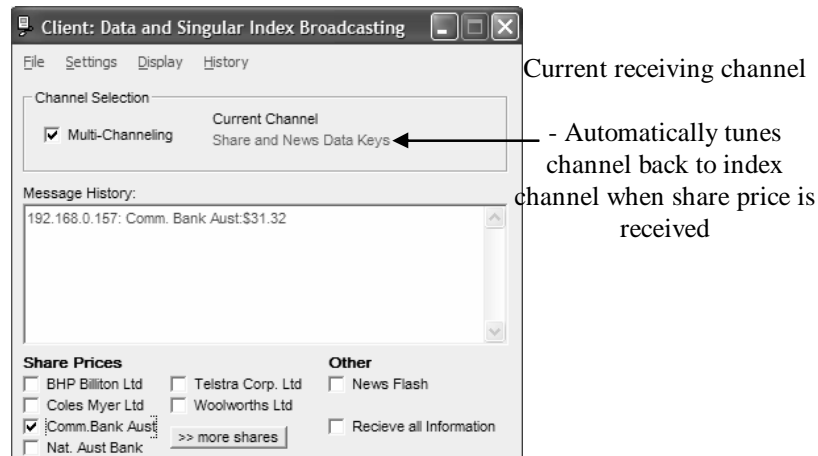 Client: Data and Singular Index Broadcasting
File Settings Display History
Channel Selection
Multi-Channeling
Current Channel
Share and News Data Keys
Message History:
192.168.0.157: Comm. Bank Aust:$31.32
Share Prices
BHP Billiton Ltd
Coles Myer Ltd
Comm.Bank Aust
Nat. Aust Bank
Telstra Corp. Ltd
Woolworths Ltd
>> more shares
Other
News Flash
Recieve all Information
Current receiving channel
- Automatically tunes
channel back to index
channel when share price is
received